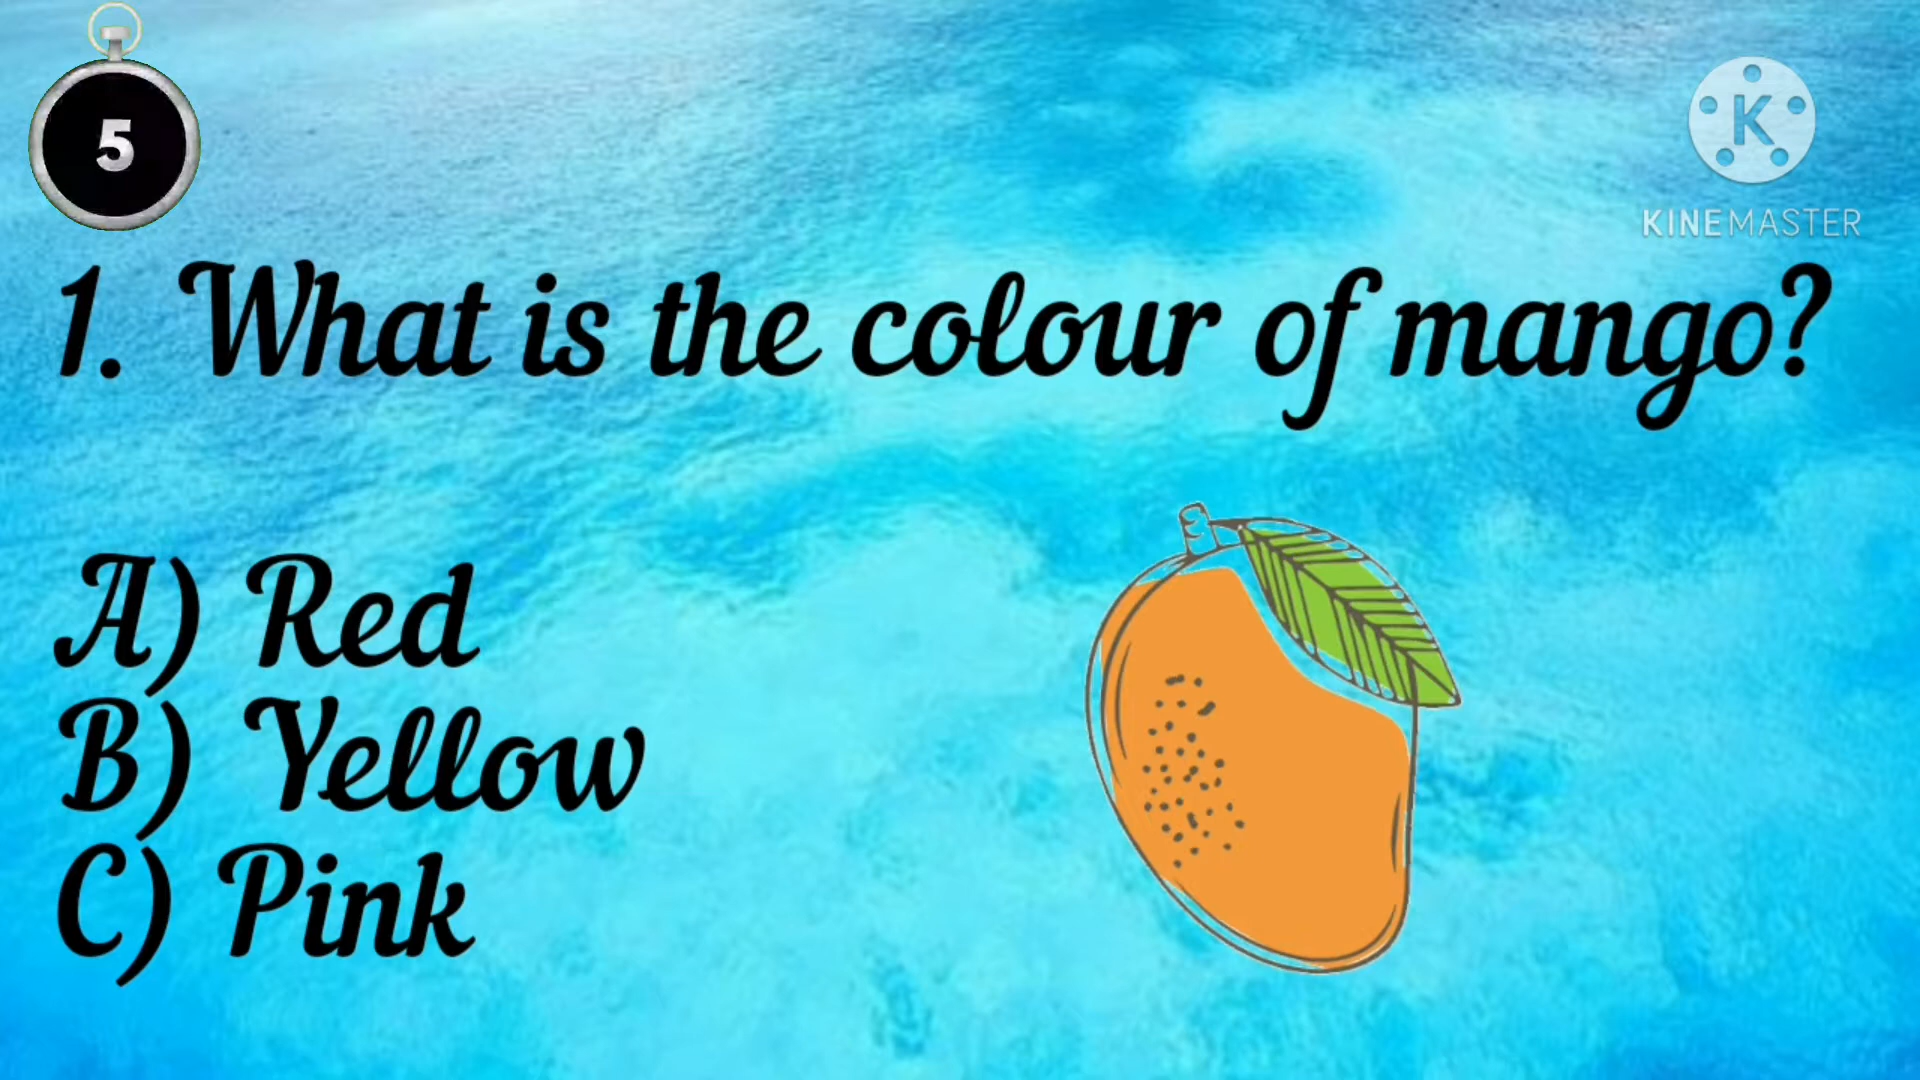 5
K
KINEMASTER
1. What is the colour of mango?
A) Red
B) Yellow
C) Pink